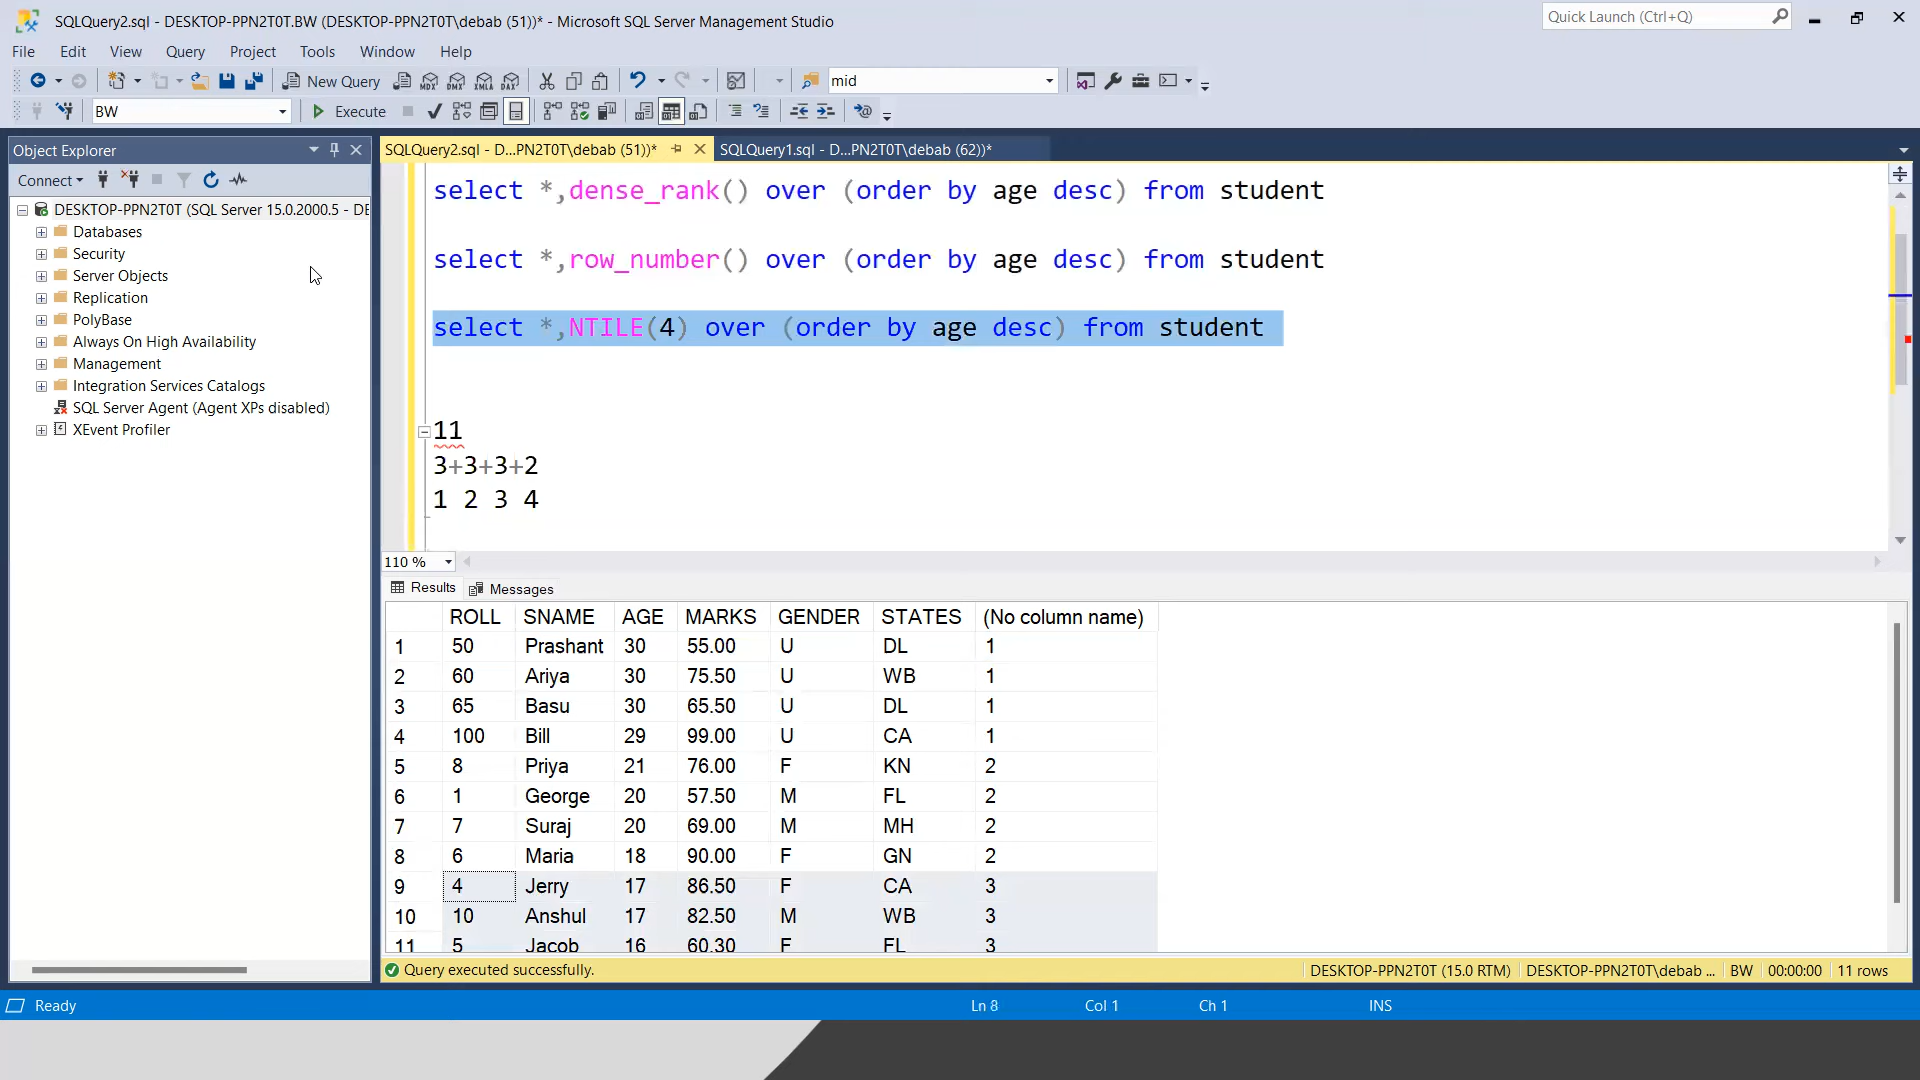 SQLQuery2.sql - DESKTOP-PPN2T0T.BW (DESKTOP-PPN2T0T\debab (51))* - Microsoft SQL Server Management Studio
Quick Launch (Ctrl+Q)
File Edit View Query Project Tools Window Help
New Query MDX DMX XMLA DAX mid
BW Execute
Object Explorer
SQLQuery2.sql - D...PN2T0T\debab (51))* SQLQuery1.sql - D...PN2T0T\debab (62))*
Connect
DESKTOP-PPN2T0T (SQL Server 15.0.2000.5 - DE
Databases
Security
Server Objects
Replication
PolyBase
Always On High Availability
Management
Integration Services Catalogs
SQL Server Agent (Agent XPs disabled)
XEvent Profiler
select *,dense_rank() over (order by age desc) from student
select *,row_number() over (order by age desc) from student
select *,NTILE(4) over (order by age desc) from student
11
3+3+3+2
1 2 3 4
110 %
Results Messages
ROLL SNAME AGE MARKS GENDER STATES (No column name)
1 50 Prashant 30 55.00 U DL 1
2 60 Ariya 30 75.50 U WB 1
3 65 Basu 30 65.50 U DL 1
4 100 Bill 29 99.00 U CA 1
5 8 Priya 21 76.00 F KN 2
6 1 George 20 57.50 M FL 2
7 7 Suraj 20 69.00 M MH 2
8 6 Maria 18 90.00 F GN 2
9 4 Jerry 17 86.50 F CA 3
10 10 Anshul 17 82.50 M WB 3
11 5 Jacob 16 60.30 F FL 3
Query executed successfully. DESKTOP-PPN2T0T (15.0 RTM) DESKTOP-PPN2T0T\debab ... BW 00:00:00 11 rows
Ready Ln 8 Col 1 Ch 1 INS